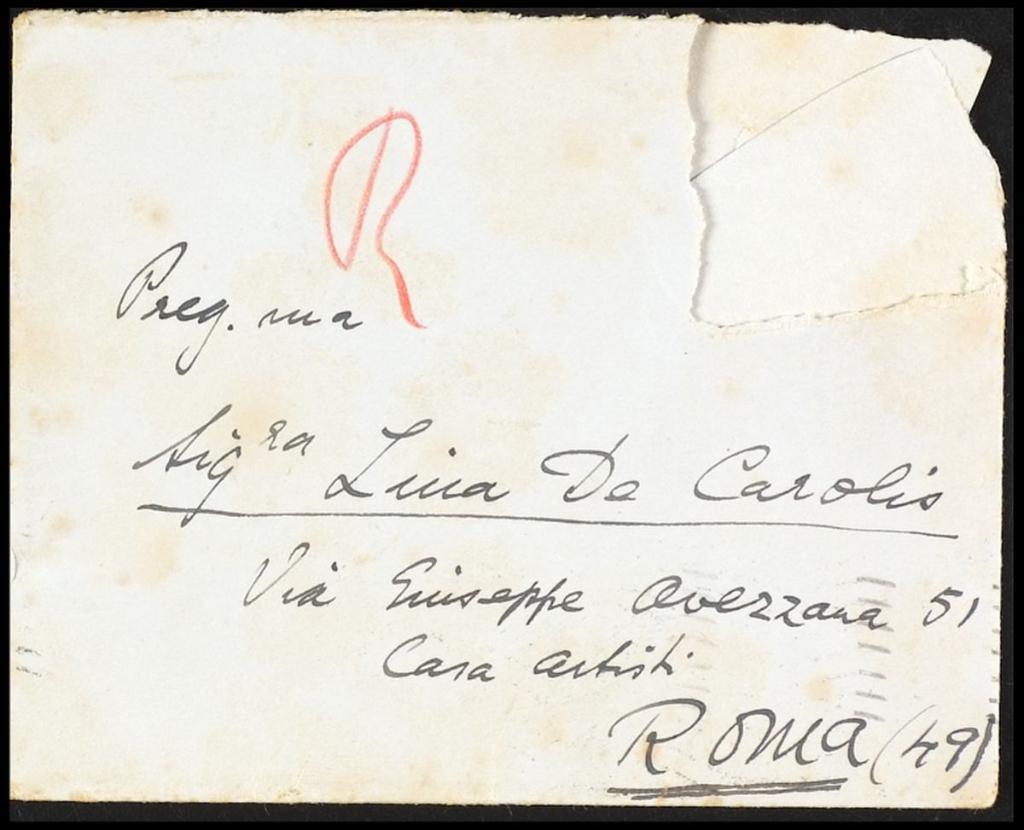 R
Preg.ma
Sig.ra Lina De Carolis
Via Giuseppe Avezzana 51
Casa Artisti
ROMA (49)